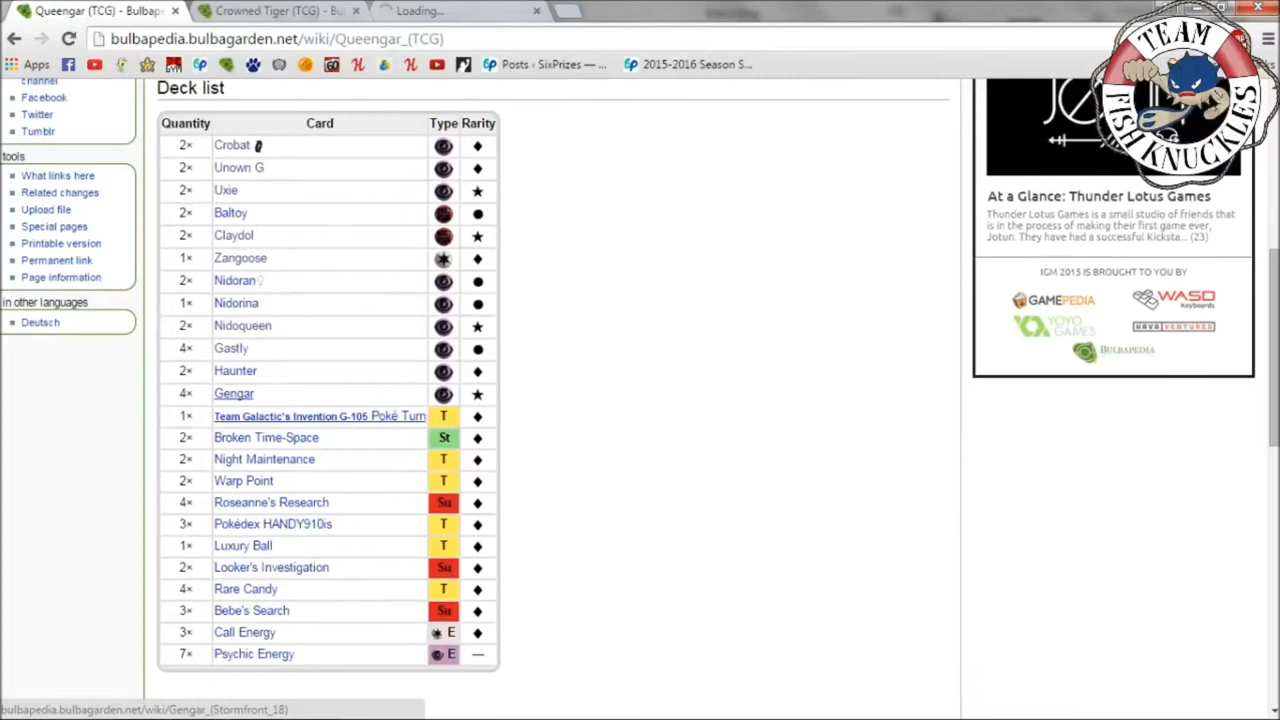 Queengar (TCG) - Bulbape
Crowned Tiger (TCG) - Bul
Loading...
bulbapedia.bulbagarden.net/wiki/Queengar_(TCG)
Apps
Posts ‹ SixPrizes — ...
2015-2016 Season S...
TEAM
FISH KNUCKLES
channel
Facebook
Twitter
Tumblr
tools
What links here
Related changes
Upload file
Special pages
Printable version
Permanent link
Page information
in other languages
Deutsch
Deck list
Quantity Card Type Rarity
2× Crobat
2× Unown G
2× Uxie
2× Baltoy
2× Claydol
1× Zangoose
2× Nidoran♀
1× Nidorina
2× Nidoqueen
4× Gastly
2× Haunter
4× Gengar
1× Team Galactic's Invention G-105 Poké Turn T
2× Broken Time-Space St
2× Night Maintenance T
2× Warp Point T
4× Roseanne's Research Su
3× Pokédex HANDY910is T
1× Luxury Ball T
2× Looker's Investigation Su
4× Rare Candy T
3× Bebe's Search Su
3× Call Energy E
7× Psychic Energy E —
At a Glance: Thunder Lotus Games
Thunder Lotus Games is a small studio of friends that
is in the process of making their first game ever,
Jotun. They have had a successful Kicksta... (23)
IGM 2015 IS BROUGHT TO YOU BY
GAMEPEDIA
WASD
Keyboards
YOYO
GAMES
HAVAVENTURED
BULBAPEDIA
bulbapedia.bulbagarden.net/wiki/Gengar_(Stormfront_18)